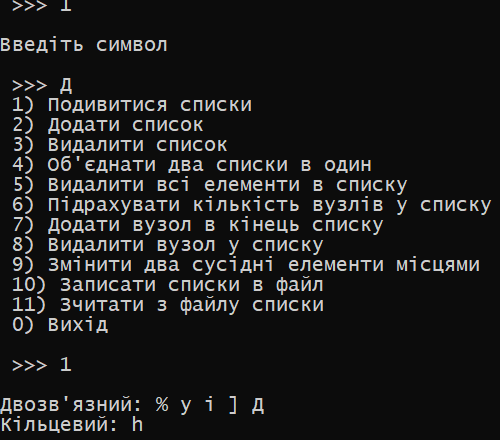 >>> 1
Введіть символ
>>> Д
1) Подивитися списки
2) Додати список
3) Видалити список
4) Об'єднати два списки в один
5) Видалити всі елементи в списку
6) Підрахувати кількість вузлів у списку
7) Додати вузол в кінець списку
8) Видалити вузол у списку
9) Змінити два сусідні елементи місцями
10) Записати списки в файл
11) Зчитати з файлу списки
0) Вихід
>>> 1
Двозв'язний: % y i ] Д
Кільцевий: h